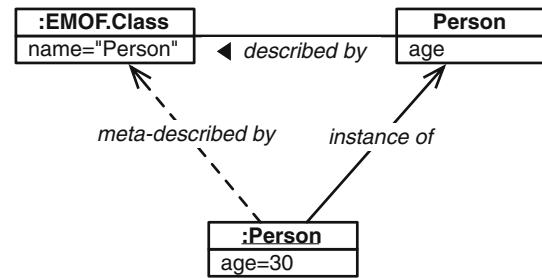 :EMOF.Class
name="Person"
◀ described by
Person
age
meta-described by
instance of
:Person
age=30